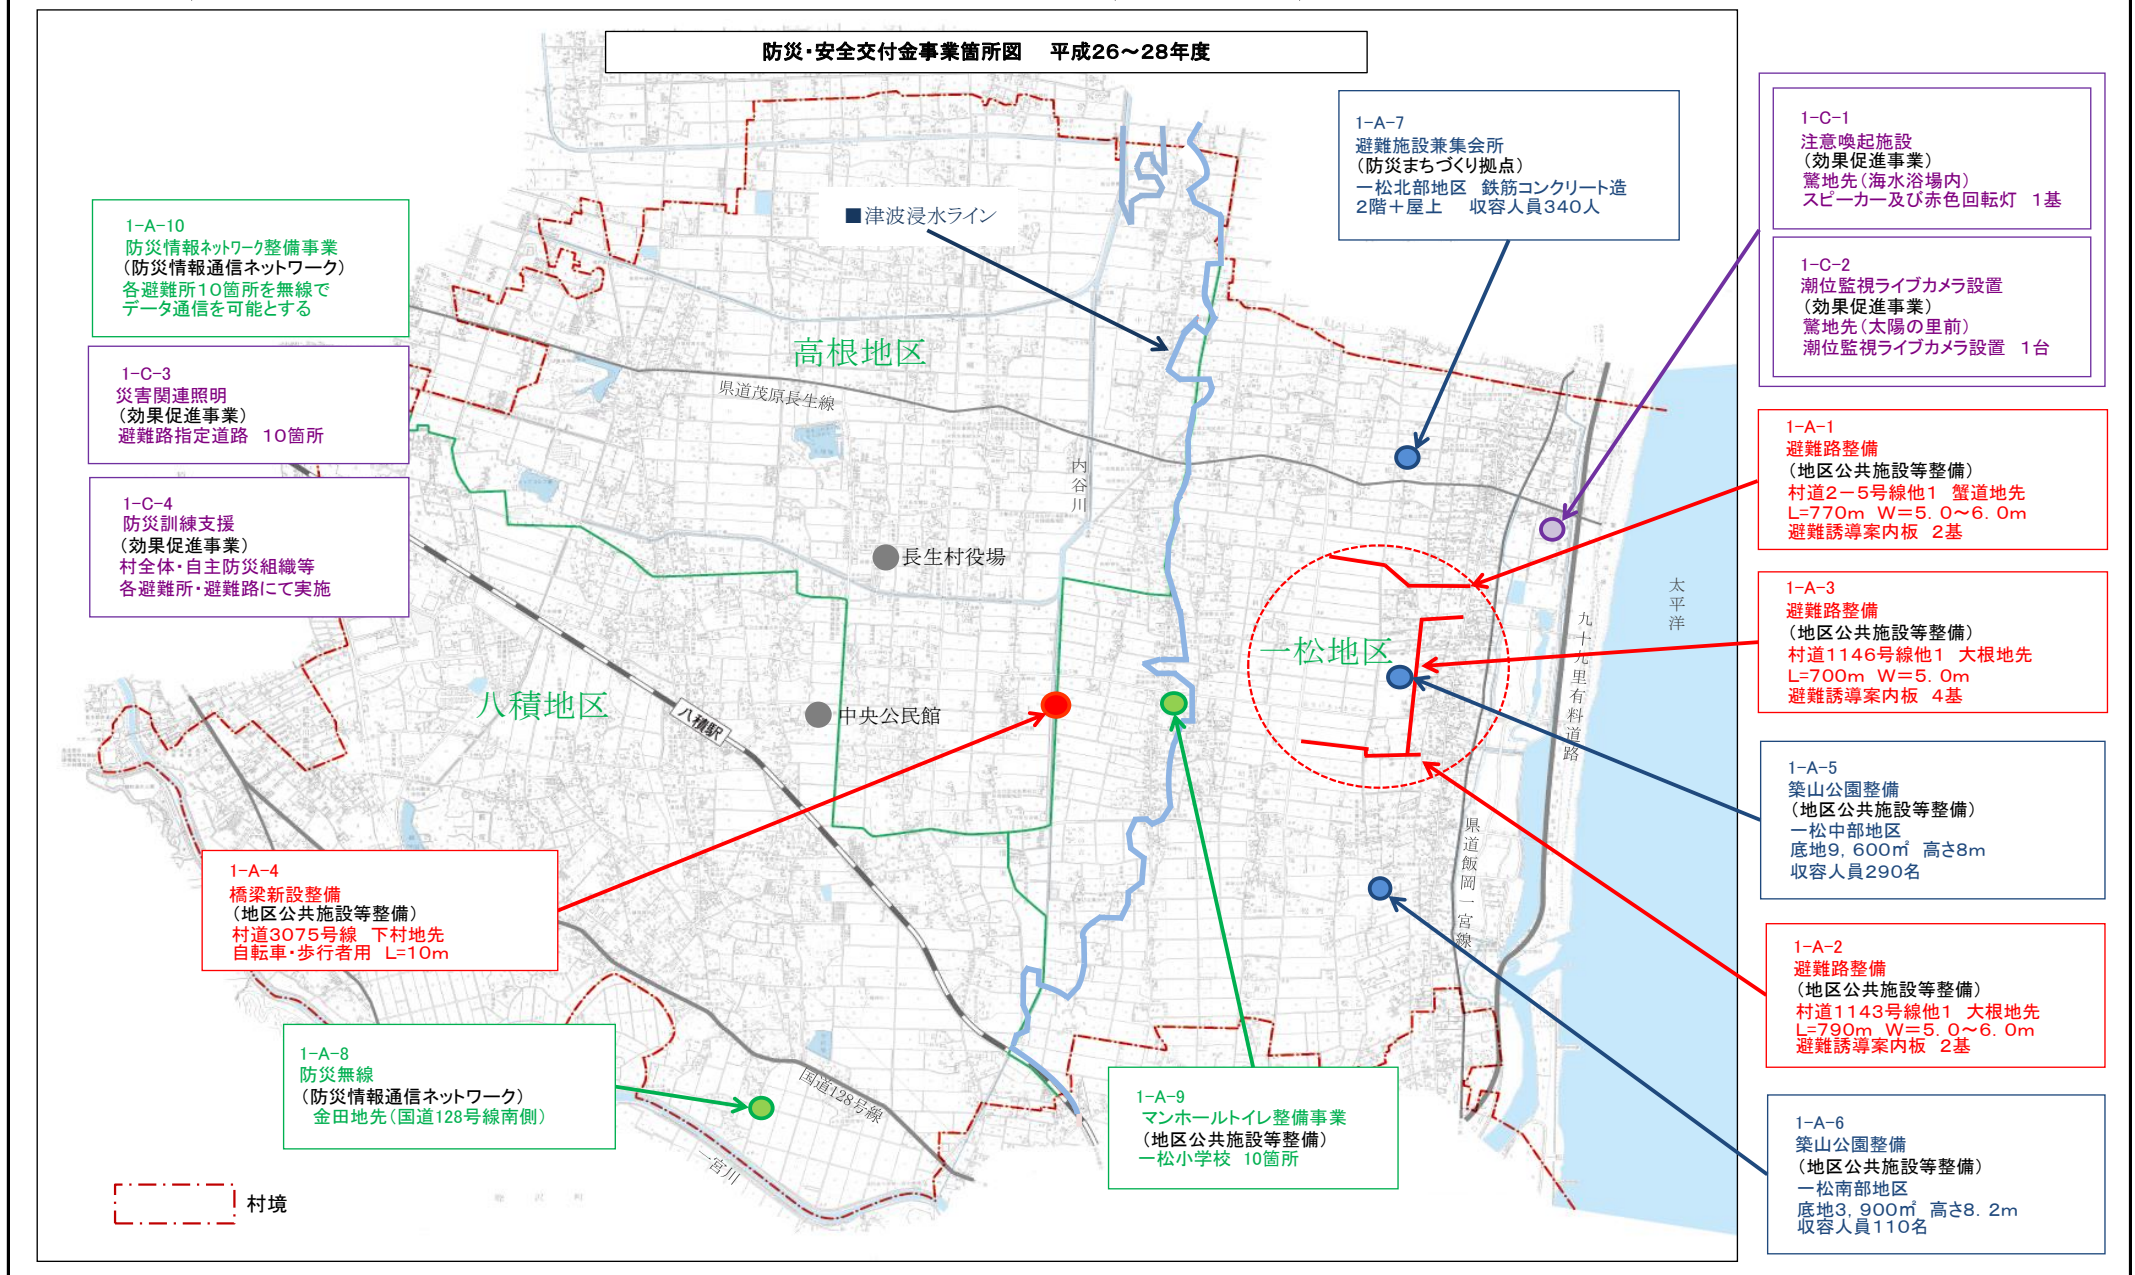 防災・安全交付金事業箇所図　平成26～28年度
1-A-7
避難施設兼集会所
（防災まちづくり拠点）
一松北部地区　鉄筋コンクリート造
2階＋屋上　収容人員340人
1-C-1
注意喚起施設
（効果促進事業）
驚地先（海水浴場内）
スピーカー及び赤色回転灯　1基
1-C-2
潮位監視ライブカメラ設置
（効果促進事業）
驚地先（太陽の里前）
潮位監視ライブカメラ設置　1台
1-A-10
防災情報ネットワーク整備事業
（防災情報通信ネットワーク）
各避難所10箇所を無線で
データ通信を可能とする
■津波浸水ライン
1-C-3
災害関連照明
（効果促進事業）
避難路指定道路　10箇所
高根地区
県道茂原長生線
1-A-1
避難路整備
（地区公共施設等整備）
村道2－5号線他1　蟹道地先
L=770m　W=5.0～6.0m
避難誘導案内板　2基
内谷川
1-C-4
防災訓練支援
（効果促進事業）
村全体・自主防災組織等
各避難所・避難路にて実施
長生村役場
太平洋
1-A-3
避難路整備
（地区公共施設等整備）
村道1146号線他1　大根地先
L=700m　W=5.0m
避難誘導案内板　4基
九十九里有料道路
一松地区
八積地区
八積駅
中央公民館
1-A-5
築山公園整備
（地区公共施設等整備）
一松中部地区
底地9,600㎡　高さ8m
収容人員290名
県道飯岡一宮線
1-A-4
橋梁新設整備
（地区公共施設等整備）
村道3075号線　下村地先
自転車・歩行者用　L=10m
1-A-2
避難路整備
（地区公共施設等整備）
村道1143号線他1　大根地先
L=790m　W=5.0～6.0m
避難誘導案内板　2基
1-A-8
防災無線
（防災情報通信ネットワーク）
金田地先（国道128号線南側）
国道128号線
一宮川
1-A-9
マンホールトイレ整備事業
（地区公共施設等整備）
一松小学校　10箇所
1-A-6
築山公園整備
（地区公共施設等整備）
一松南部地区
底地3,900㎡　高さ8.2m
収容人員110名
村境